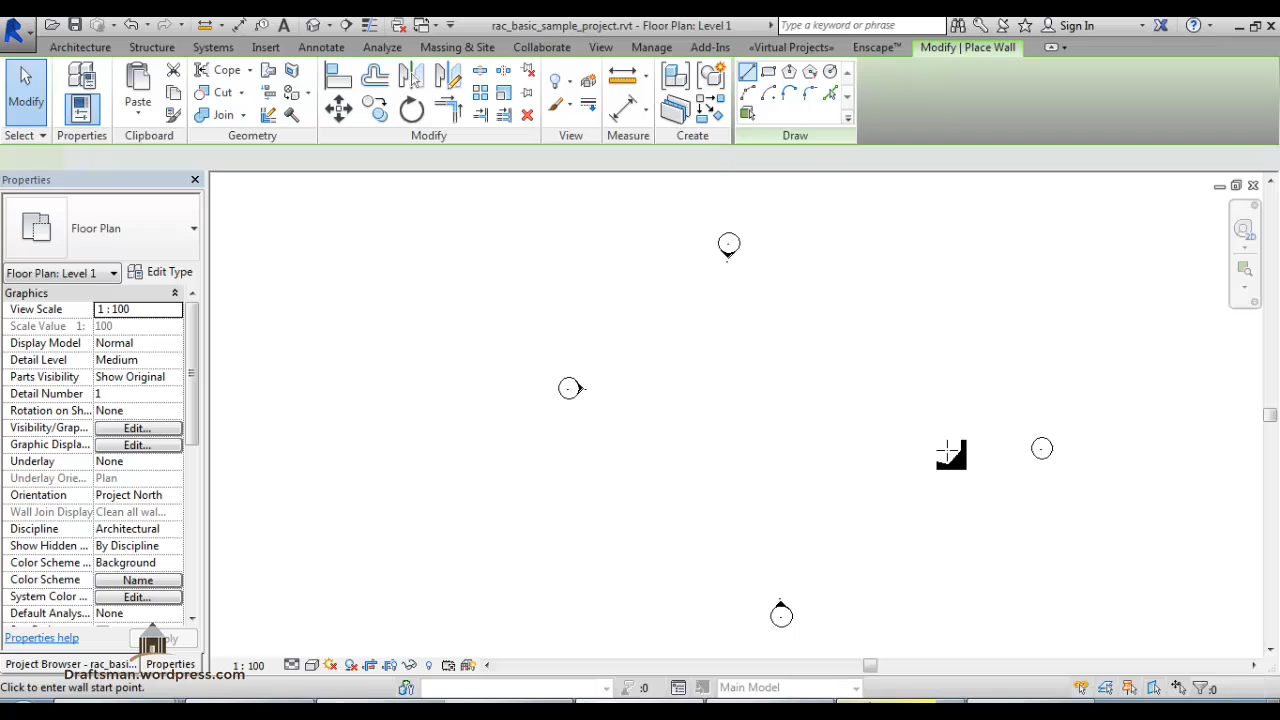 rac_basic_sample_project.rvt - Floor Plan: Level 1
Type a keyword or phrase
Sign In
Architecture Structure Systems Insert Annotate Analyze Massing & Site Collaborate View Manage Add-Ins «Virtual Projects» Enscape™ Modify | Place Wall
Modify
Paste
Cope
Cut
Join
Select Properties Clipboard Geometry Modify View Measure Create Draw
Properties
Floor Plan
Floor Plan: Level 1 Edit Type
Graphics
View Scale 1 : 100
Scale Value 1: 100
Display Model Normal
Detail Level Medium
Parts Visibility Show Original
Detail Number 1
Rotation on Sh... None
Visibility/Grap... Edit...
Graphic Displa... Edit...
Underlay None
Underlay Orie... Plan
Orientation Project North
Wall Join Display Clean all wal...
Discipline Architectural
Show Hidden ... By Discipline
Color Scheme ... Background
Color Scheme Name
System Color ... Edit...
Default Analys... None
Properties help
Project Browser - rac_basi... Properties
1 : 100
Draftsman.wordpress.com
Click to enter wall start point.
:0
Main Model
:0
2D